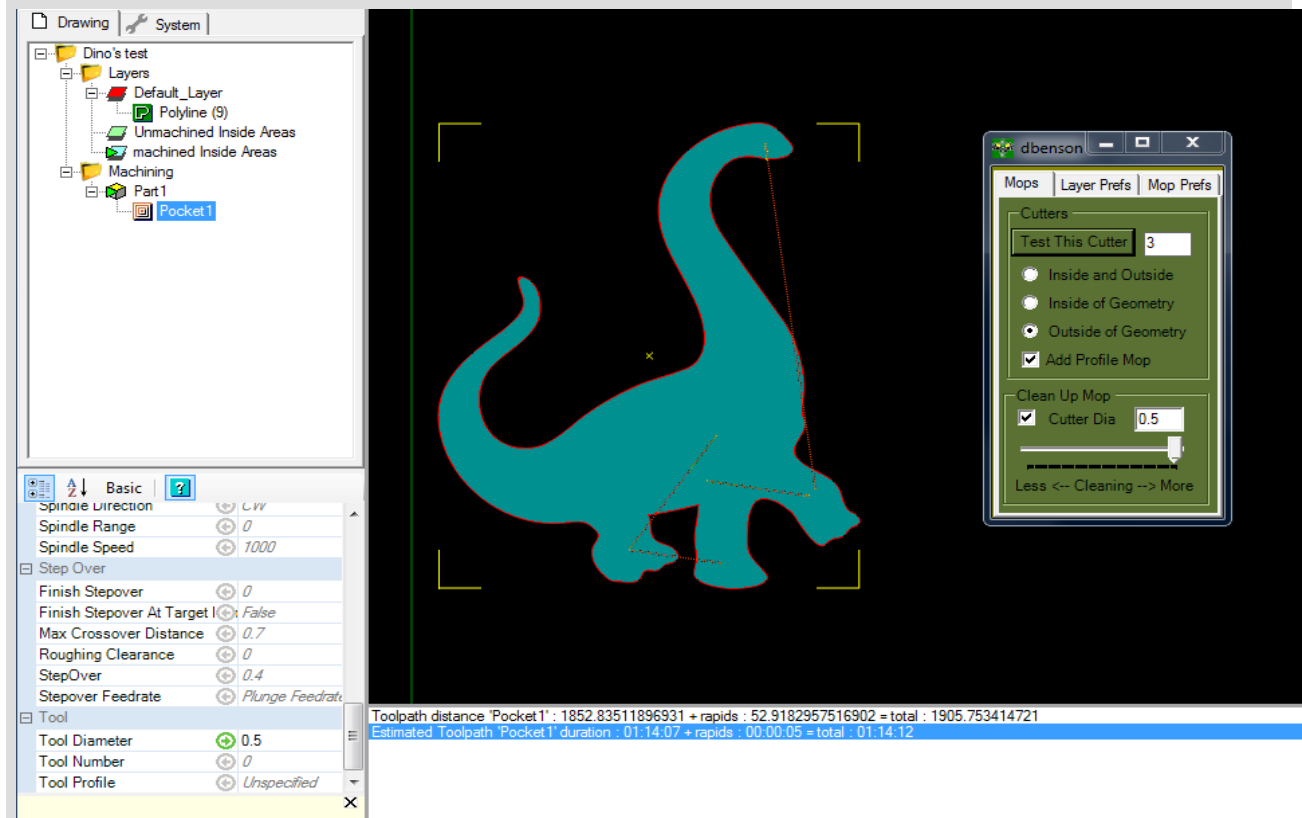 Drawing System
Dino's test
Layers
Default_Layer
Polyline (9)
Unmachined Inside Areas
machined Inside Areas
Machining
Part1
Pocket1
Basic
Spindle Direction CW
Spindle Range 0
Spindle Speed 1000
Step Over
Finish Stepover 0
Finish Stepover At Target False
Max Crossover Distance 0.7
Roughing Clearance 0
StepOver 0.4
Stepover Feedrate Plunge Feedrate
Tool
Tool Diameter 0.5
Tool Number 0
Tool Profile Unspecified
dbenson
Mops Layer Prefs Mop Prefs
Cutters
Test This Cutter 3
Inside and Outside
Inside of Geometry
Outside of Geometry
Add Profile Mop
Clean Up Mop
Cutter Dia 0.5
Less <-- Cleaning --> More
Toolpath distance 'Pocket1' : 1852.83511896931 + rapids : 52.9182957516902 = total : 1905.753414721
Estimated Toolpath 'Pocket1' duration : 01:14:07 + rapids : 00:00:05 = total : 01:14:12